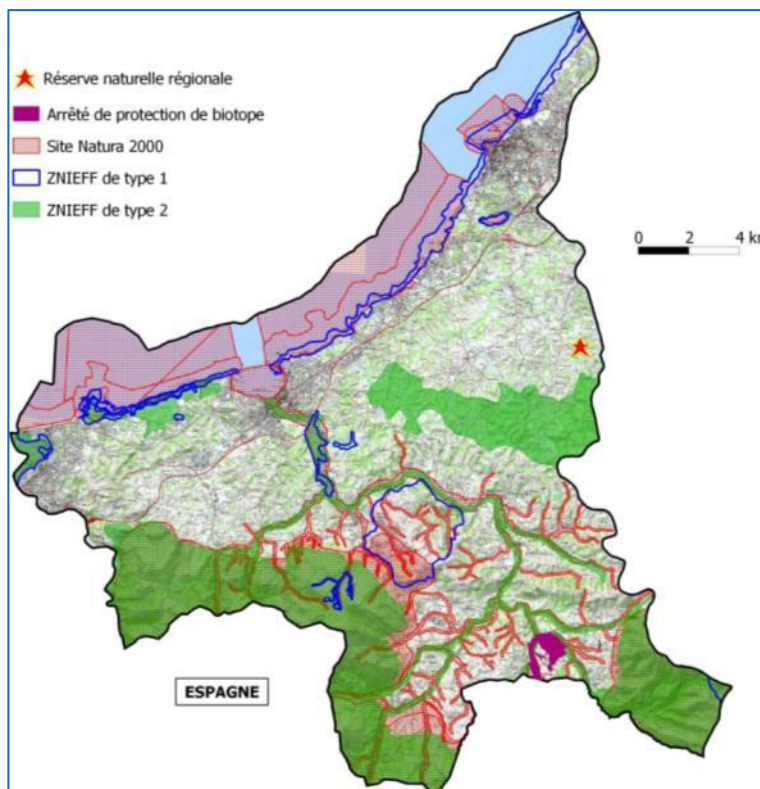 Réserve naturelle régionale
Arrêté de protection de biotope
Site Natura 2000
ZNIEFF de type 1
ZNIEFF de type 2
0 2 4 km
ESPAGNE